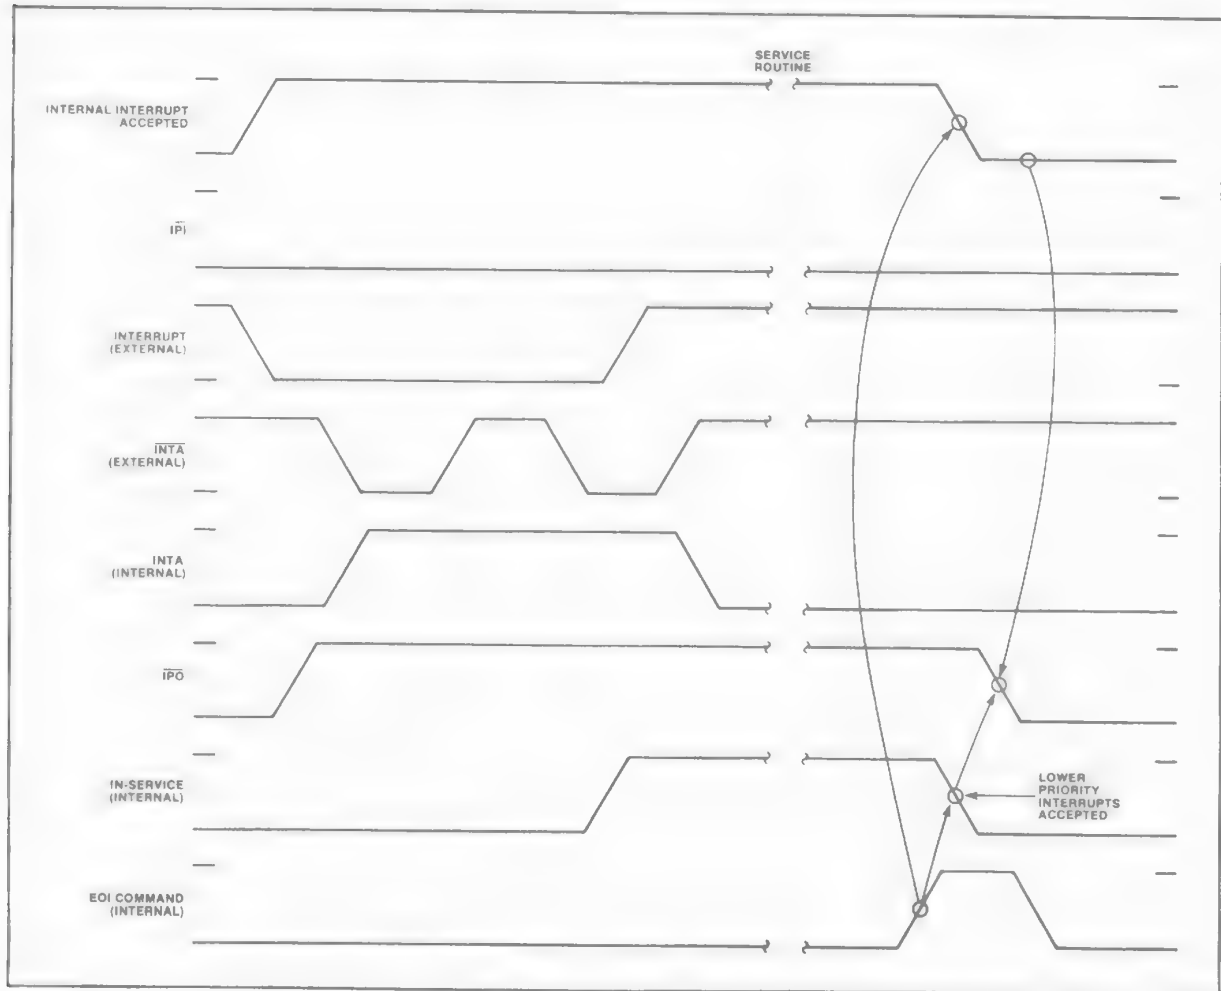 SERVICE
ROUTINE
INTERNAL INTERRUPT
ACCEPTED
IPI
INTERRUPT
(EXTERNAL)
INTA
(EXTERNAL)
INTA
(INTERNAL)
IPO
IN-SERVICE
(INTERNAL)
LOWER
PRIORITY
INTERRUPTS
ACCEPTED
EOI COMMAND
(INTERNAL)